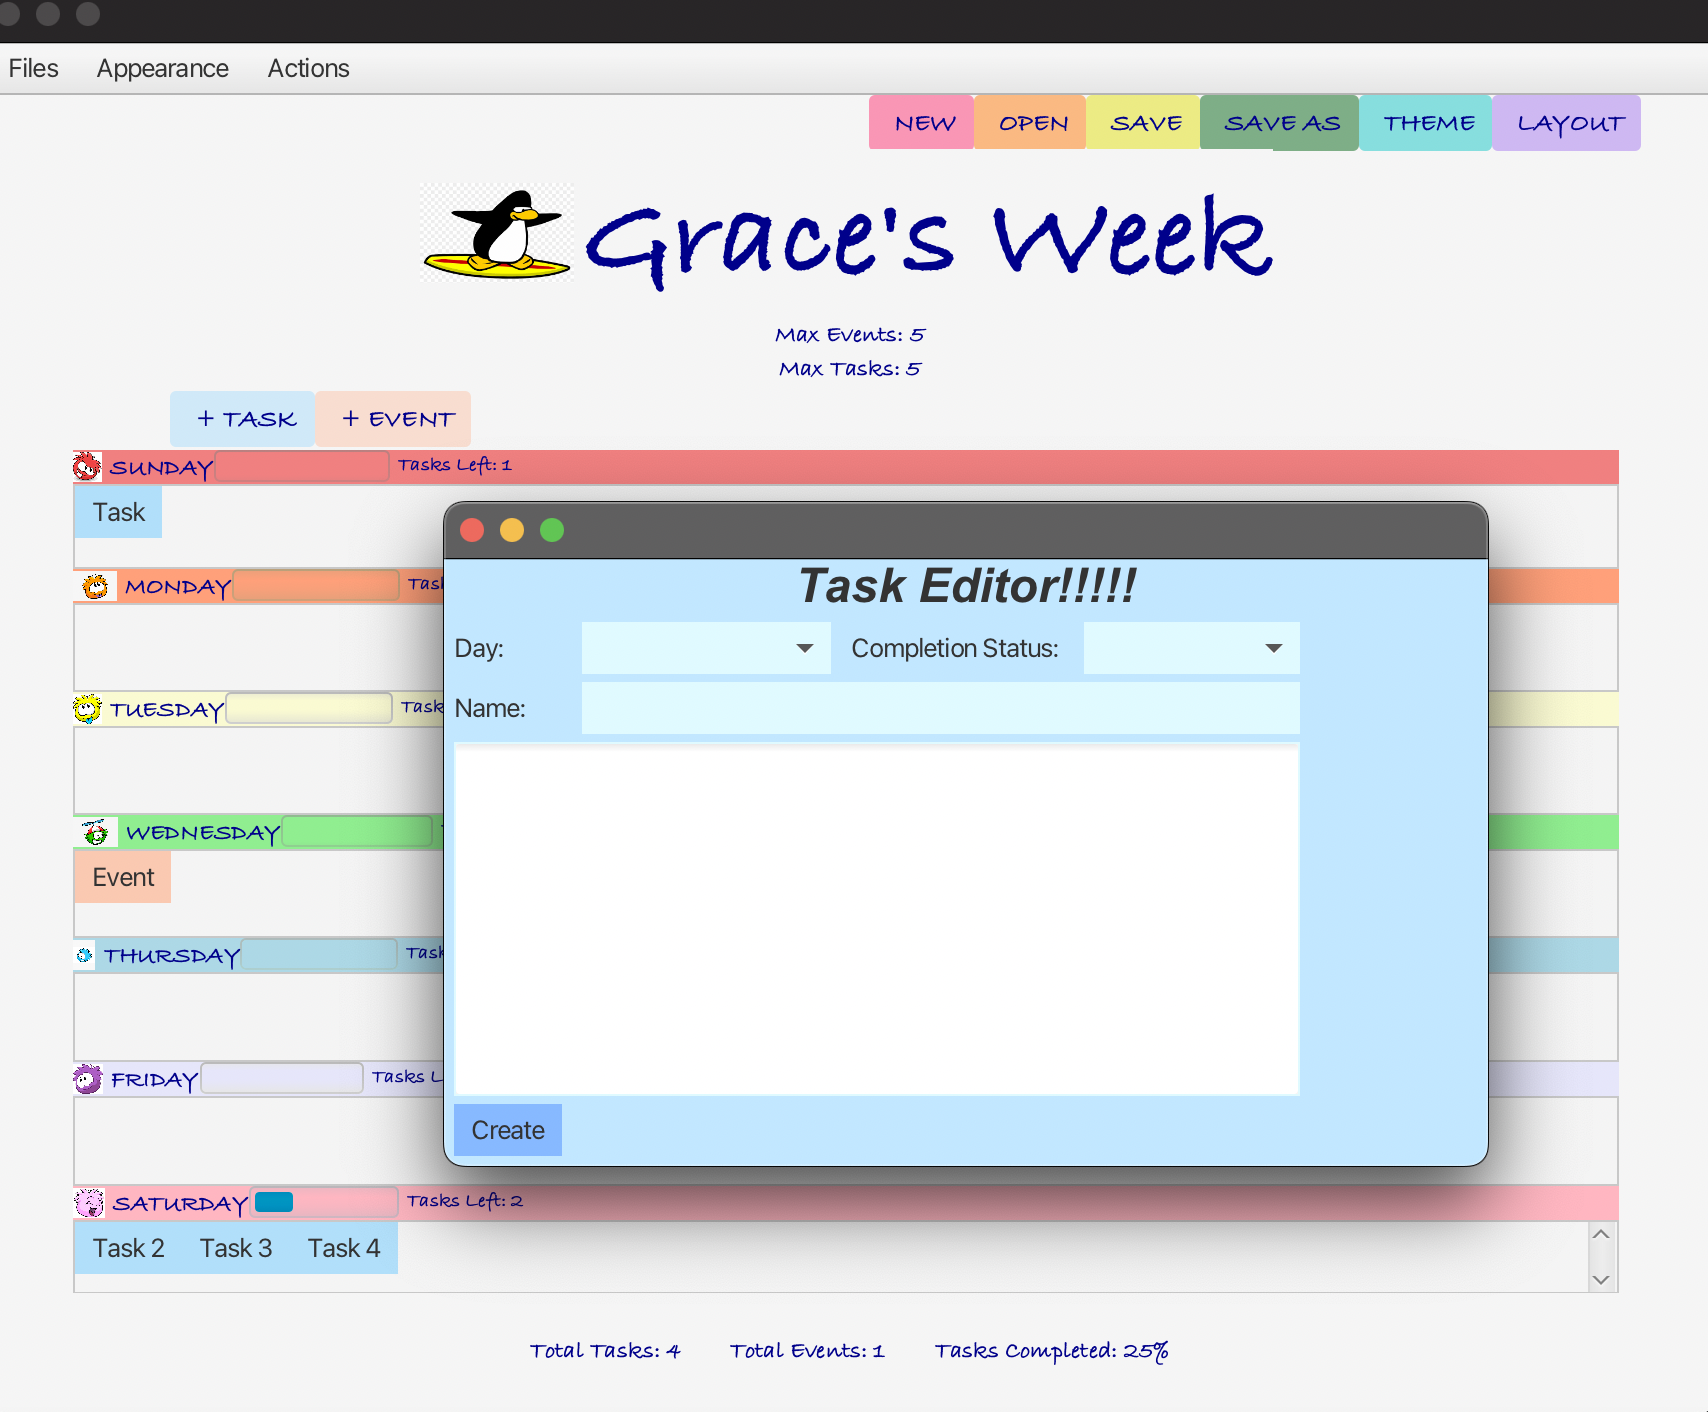 Files Appearance Actions
NEW OPEN SAVE SAVE AS THEME LAYOUT
Grace's Week
Max Events: 5
Max Tasks: 5
+ TASK + EVENT
SUNDAY Tasks Left: 1
Task
MONDAY
TUESDAY
WEDNESDAY
Event
THURSDAY
FRIDAY Tasks
SATURDAY Tasks Left: 2
Task 2 Task 3 Task 4
Total Tasks: 4 Total Events: 1 Tasks Completed: 25%
Task Editor!!!!!
Day: Completion Status:
Name:
Create